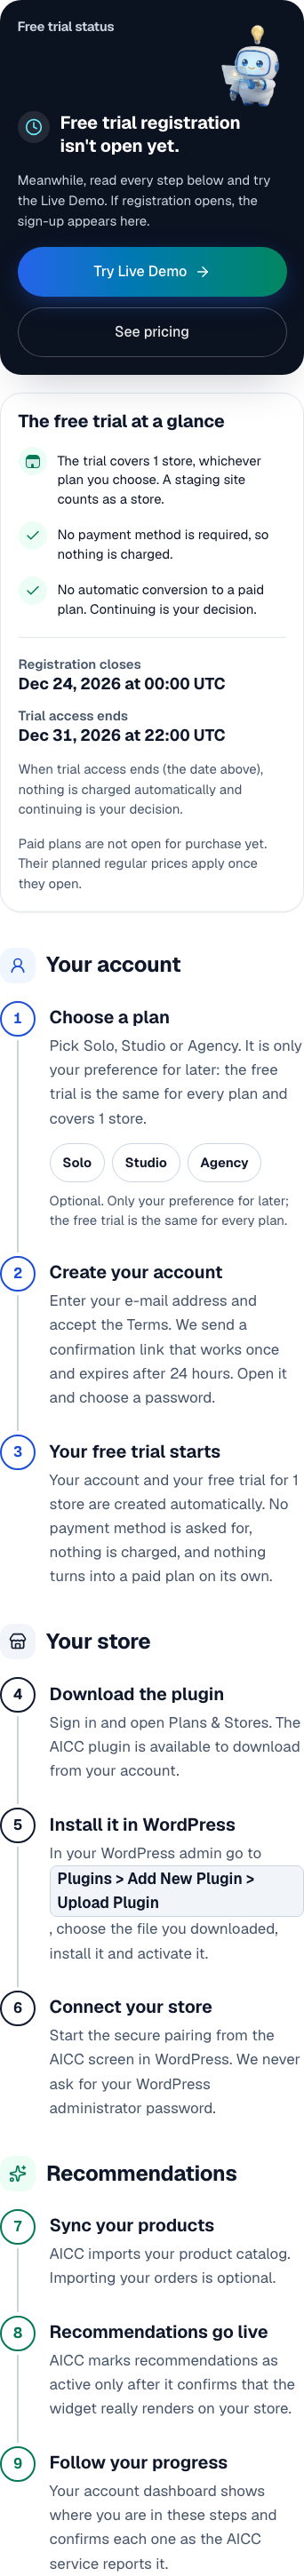 Free trial status
Free trial registration
isn't open yet.
Meanwhile, read every step below and try
the Live Demo. If registration opens, the
sign-up appears here.
Try Live Demo →
See pricing
The free trial at a glance
The trial covers 1 store, whichever
plan you choose. A staging site
counts as a store.
No payment method is required, so
nothing is charged.
No automatic conversion to a paid
plan. Continuing is your decision.
Registration closes
Dec 24, 2026 at 00:00 UTC
Trial access ends
Dec 31, 2026 at 22:00 UTC
When trial access ends (the date above),
nothing is charged automatically and
continuing is your decision.
Paid plans are not open for purchase yet.
Their planned regular prices apply once
they open.
Your account
1
Choose a plan
Pick Solo, Studio or Agency. It is only
your preference for later: the free
trial is the same for every plan and
covers 1 store.
Solo Studio Agency
Optional. Only your preference for later;
the free trial is the same for every plan.
2
Create your account
Enter your e-mail address and
accept the Terms. We send a
confirmation link that works once
and expires after 24 hours. Open it
and choose a password.
3
Your free trial starts
Your account and your free trial for 1
store are created automatically. No
payment method is asked for,
nothing is charged, and nothing
turns into a paid plan on its own.
Your store
4
Download the plugin
Sign in and open Plans & Stores. The
AICC plugin is available to download
from your account.
5
Install it in WordPress
In your WordPress admin go to
Plugins > Add New Plugin >
Upload Plugin
, choose the file you downloaded,
install it and activate it.
6
Connect your store
Start the secure pairing from the
AICC screen in WordPress. We never
ask for your WordPress
administrator password.
Recommendations
7
Sync your products
AICC imports your product catalog.
Importing your orders is optional.
8
Recommendations go live
AICC marks recommendations as
active only after it confirms that the
widget really renders on your store.
9
Follow your progress
Your account dashboard shows
where you are in these steps and
confirms each one as the AICC
service reports it.